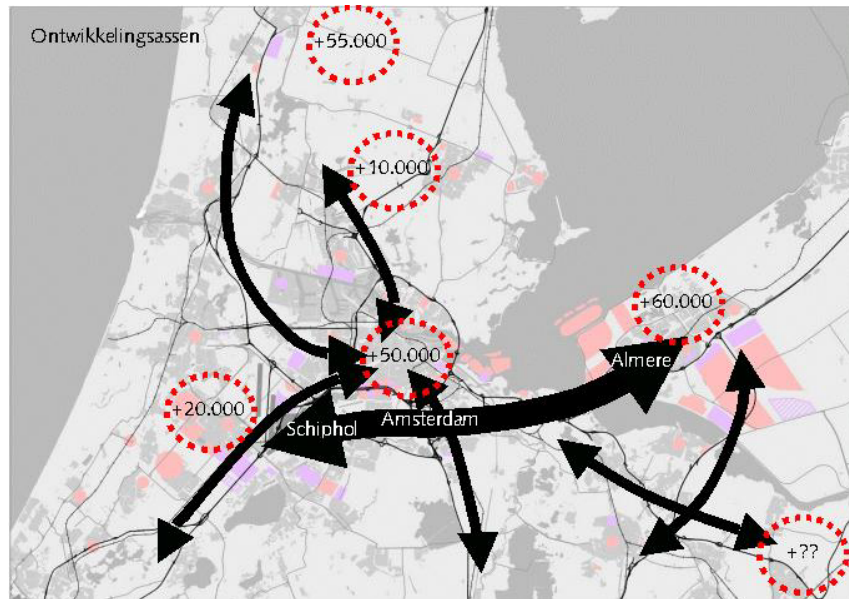 Ontwikkelingsassen
+55.000
+10.000
+60.000
+50.000
Almere
+20.000
Amsterdam
Schiphol
+??